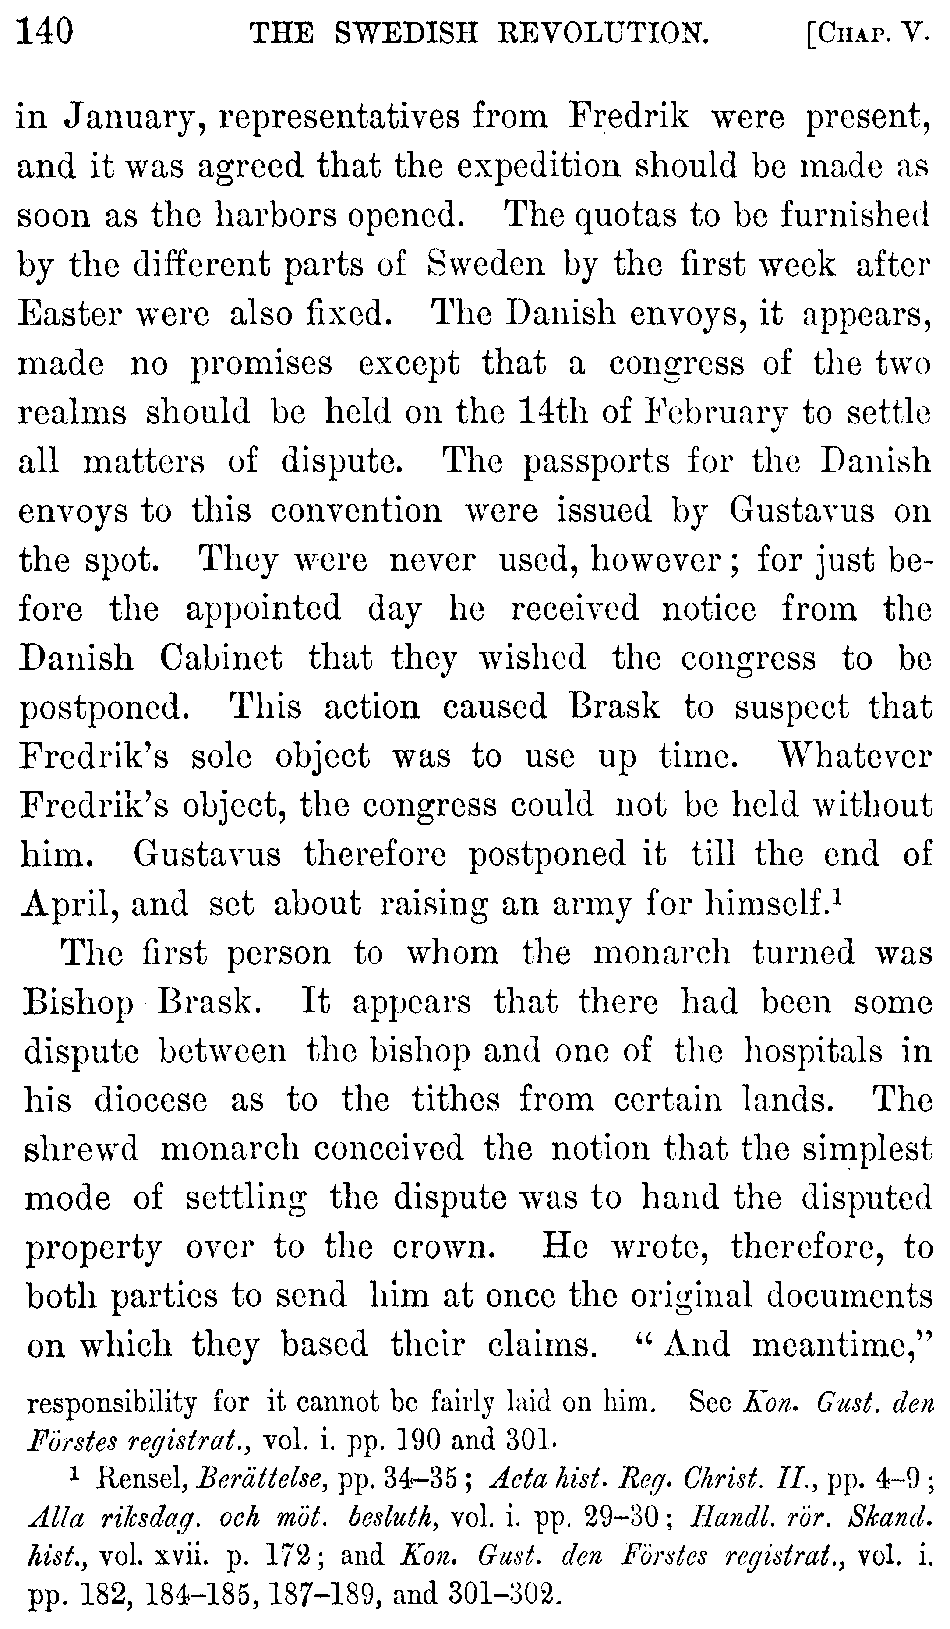 140 THE SWEDISH REVOLUTION. [CHAP. V.
in January, representatives from Fredrik were present,
and it was agreed that the expedition should be made as
soon as the harbors opened. The quotas to be furnished
by the different parts of Sweden by the first week after
Easter were also fixed. The Danish envoys, it appears,
made no promises except that a congress of the two
realms should be held on the 14th of February to settle
all matters of dispute. The passports for the Danish
envoys to this convention were issued by Gustavus on
the spot. They were never used, however; for just be-
fore the appointed day he received notice from the
Danish Cabinet that they wished the congress to be
postponed. This action caused Brask to suspect that
Fredrik's sole object was to use up time. Whatever
Fredrik's object, the congress could not be held without
him. Gustavus therefore postponed it till the end of
April, and set about raising an army for himself.¹
The first person to whom the monarch turned was
Bishop Brask. It appears that there had been some
dispute between the bishop and one of the hospitals in
his diocese as to the tithes from certain lands. The
shrewd monarch conceived the notion that the simplest
mode of settling the dispute was to hand the disputed
property over to the crown. He wrote, therefore, to
both parties to send him at once the original documents
on which they based their claims. "And meantime,"
responsibility for it cannot be fairly laid on him. See Kon. Gust. den
Förstes registrat., vol. i. pp. 190 and 301.
¹ Rensel, Berättelse, pp. 34–35; Acta hist. Reg. Christ. II., pp. 4–9;
Alla riksdag. och möt. besluth, vol. i. pp. 29–30; Handl. rör. Skand.
hist., vol. xvii. p. 172; and Kon. Gust. den Förstes registrat., vol. i.
pp. 182, 184–185, 187–189, and 301–302.